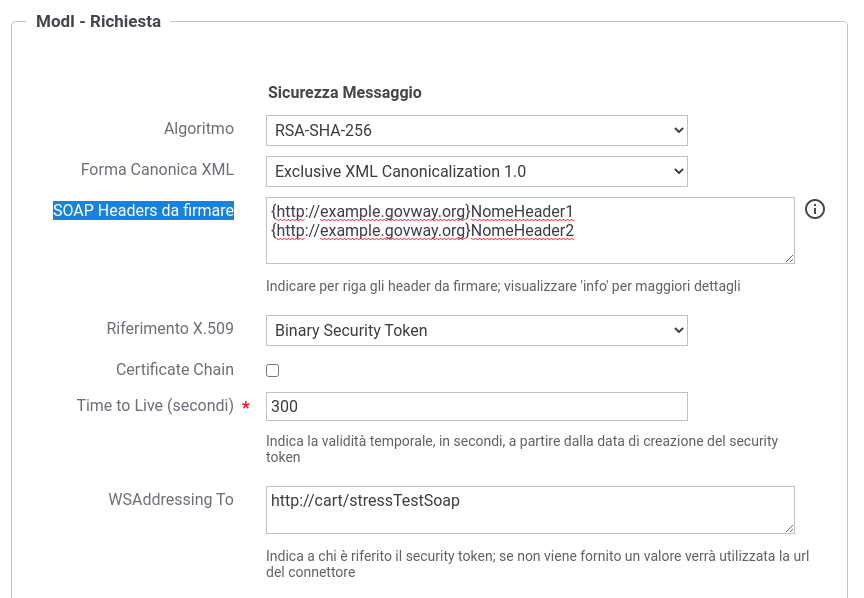 ModI - Richiesta
Sicurezza Messaggio
Algoritmo
RSA-SHA-256
Forma Canonica XML
Exclusive XML Canonicalization 1.0
SOAP Headers da firmare
{http://example.govway.org}NomeHeader1
{http://example.govway.org}NomeHeader2
Indicare per riga gli header da firmare; visualizzare 'info' per maggiori dettagli
Riferimento X.509
Binary Security Token
Certificate Chain
Time to Live (secondi) *
300
Indica la validità temporale, in secondi, a partire dalla data di creazione del security
token
WSAddressing To
http://cart/stressTestSoap
Indica a chi è riferito il security token; se non viene fornito un valore verrà utilizzata la url
del connettore